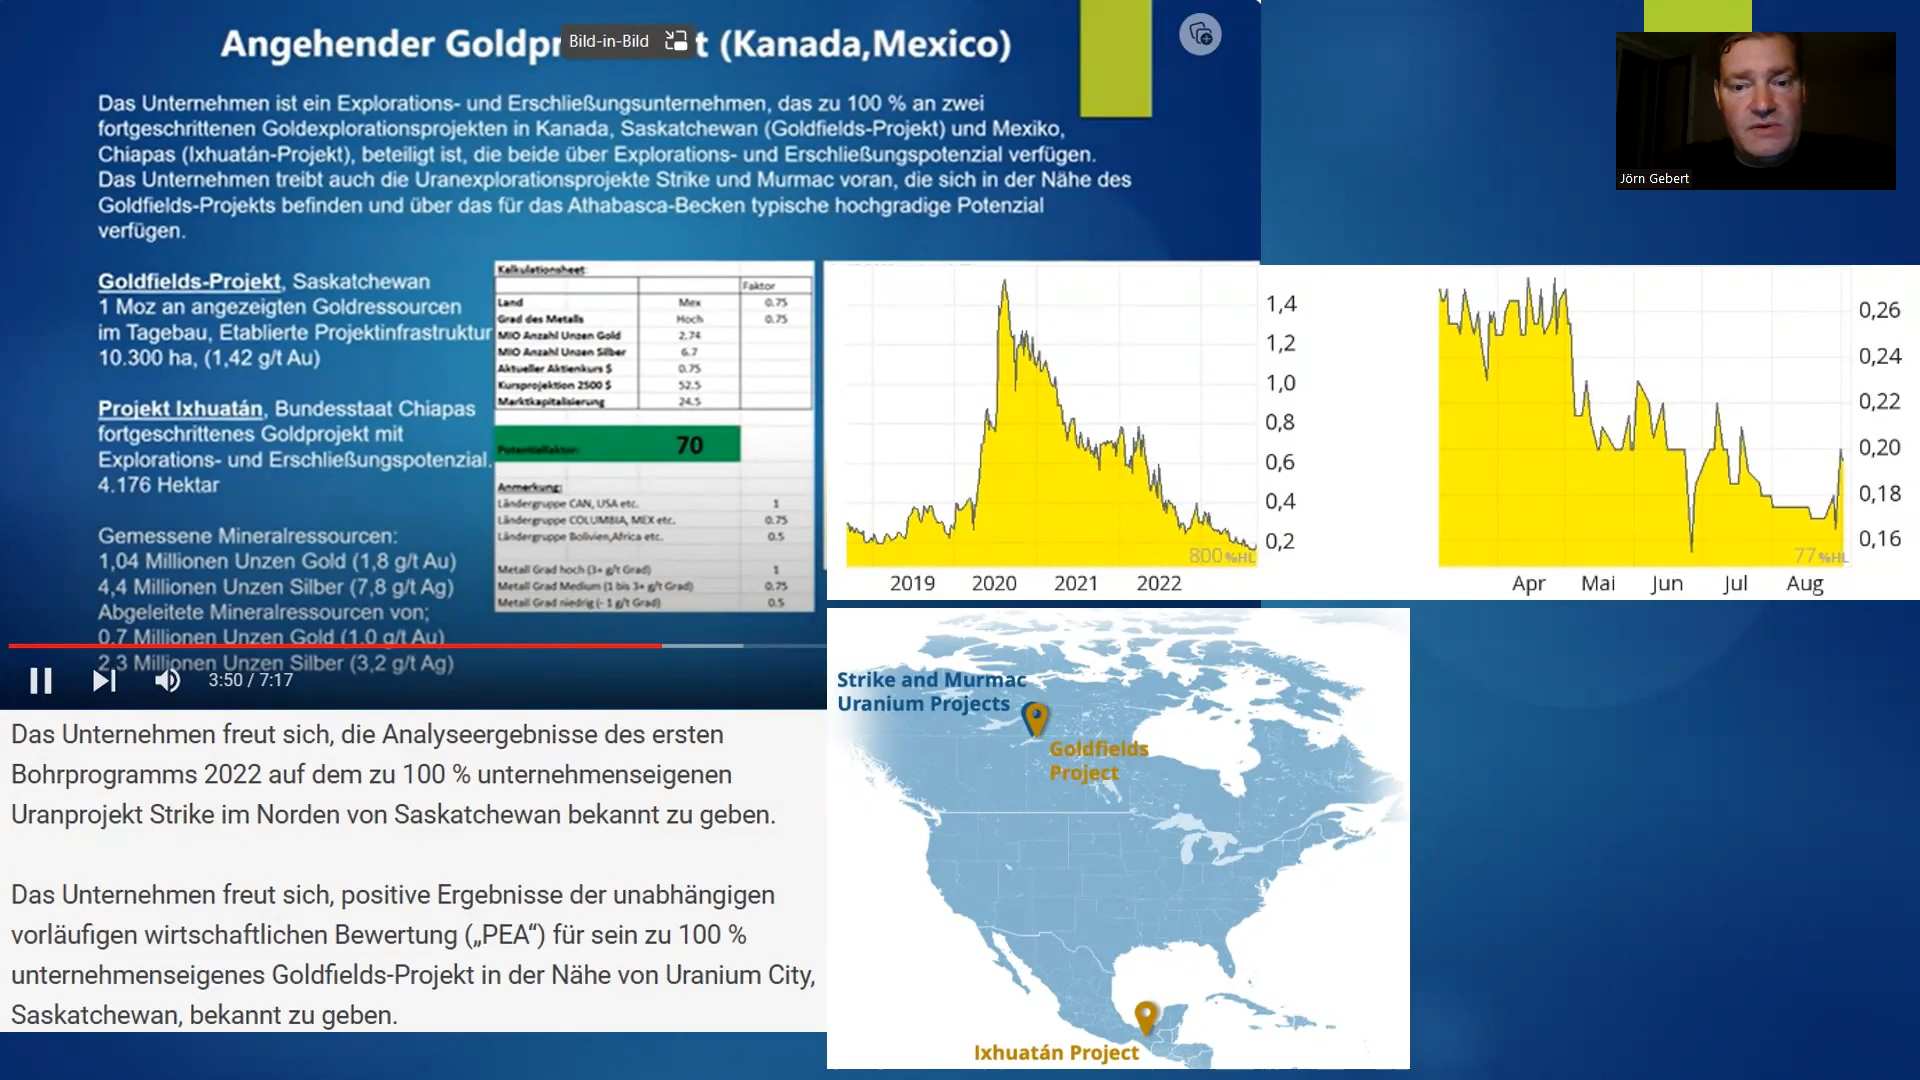 Angehender Goldpr
Bild-in-Bild
t (Kanada,Mexico)
Das Unternehmen ist ein Explorations- und Erschließungsunternehmen, das zu 100 % an zwei
fortgeschrittenen Goldexplorationsprojekten in Kanada, Saskatchewan (Goldfields-Projekt) und Mexiko,
Chiapas (Ixhuatán-Projekt), beteiligt ist, die beide über Explorations- und Erschließungspotenzial verfügen.
Das Unternehmen treibt auch die Uranexplorationsprojekte Strike und Murmac voran, die sich in der Nähe des
Goldfields-Projekts befinden und über das für das Athabasca-Becken typische hochgradige Potenzial
verfügen.
Goldfields-Projekt, Saskatchewan
1 Moz an angezeigten Goldressourcen
im Tagebau, Etablierte Projektinfrastruktur
10.300 ha, (1,42 g/t Au)
Projekt Ixhuatán, Bundesstaat Chiapas
fortgeschrittenes Goldprojekt mit
Explorations- und Erschließungspotenzial.
4.176 Hektar
Gemessene Mineralressourcen:
1,04 Millionen Unzen Gold (1,8 g/t Au)
4,4 Millionen Unzen Silber (7,8 g/t Ag)
Abgeleitete Mineralressourcen von;
0,7 Millionen Unzen Gold (1,0 g/t Au)
2,3 Millionen Unzen Silber (3,2 g/t Ag)
3:50 / 7:17
Kalkulationsheet:
Faktor
Land Mex 0.75
Grad des Metalls Hoch 0.75
MIO Anzahl Unzen Gold 2.74
MIO Anzahl Unzen Silber 6.7
Aktueller Aktienkurs $ 0.75
Kursprojektion 2500 $ 52.5
Marktkapitalisierung 24.5
Potentialfaktor: 70
Anmerkung:
Ländergruppe CAN, USA etc. 1
Ländergruppe COLUMBIA, MEX etc. 0.75
Ländergruppe Bolivien,Africa etc. 0.5
Metall Grad hoch (3+ g/t Grad) 1
Metall Grad Medium (1 bis 3+ g/t Grad) 0.75
Metall Grad niedrig (- 1 g/t Grad) 0.5
1,4
1,2
1,0
0,8
0,6
0,4
0,2
800 %HL
2019 2020 2021 2022
0,26
0,24
0,22
0,20
0,18
0,16
77 %HL
Apr Mai Jun Jul Aug
Jörn Gebert
Das Unternehmen freut sich, die Analyseergebnisse des ersten
Bohrprogramms 2022 auf dem zu 100 % unternehmenseigenen
Uranprojekt Strike im Norden von Saskatchewan bekannt zu geben.
Das Unternehmen freut sich, positive Ergebnisse der unabhängigen
vorläufigen wirtschaftlichen Bewertung („PEA“) für sein zu 100 %
unternehmenseigenes Goldfields-Projekt in der Nähe von Uranium City,
Saskatchewan, bekannt zu geben.
Strike and Murmac
Uranium Projects
Goldfields
Project
Ixhuatán Project